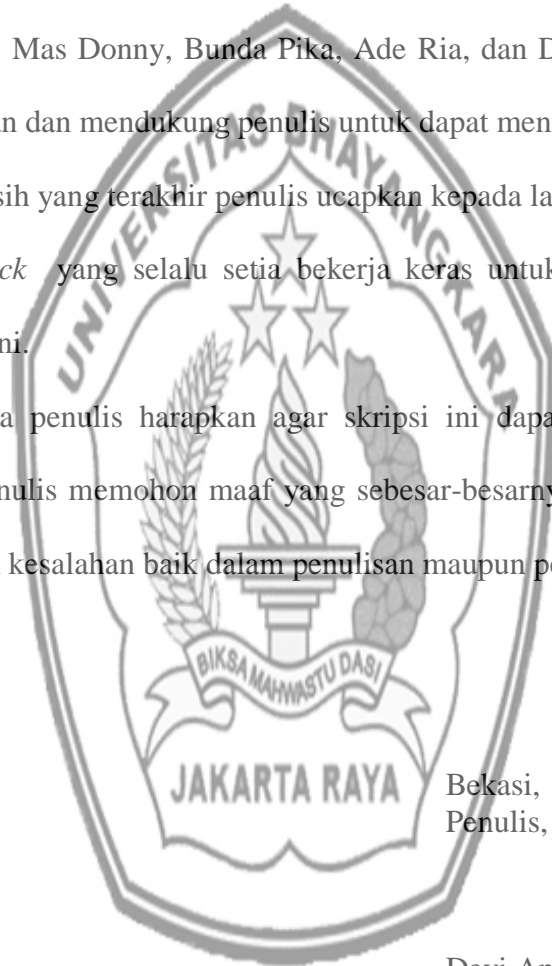 Mas Donny, Bunda Pika, Ade Ria, dan D
n dan mendukung penulis untuk dapat men
sih yang terakhir penulis ucapkan kepada la
ck yang selalu setia bekerja keras untuk
ni.
a penulis harapkan agar skripsi ini dapa
nulis memohon maaf yang sebesar-besarny
kesalahan baik dalam penulisan maupun pe
UNIVERSITAS BHAYANGKARA
BIKSA MAHWASTU DASI
JAKARTA RAYA
Bekasi,
Penulis,